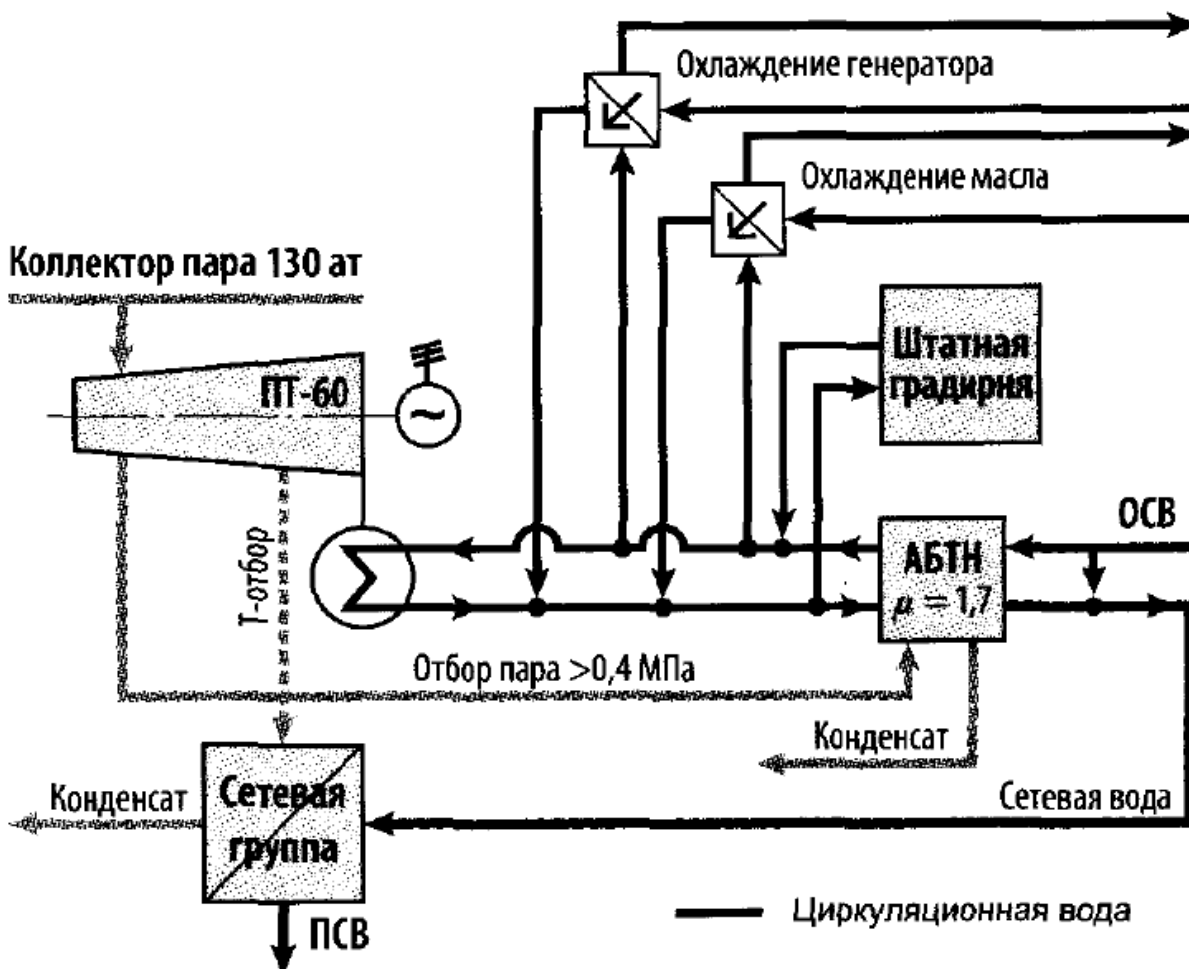 Охлаждение генератора
Охлаждение масла
Коллектор пара 130 ат
ПТ-60
~
Штатная
градирня
Т-отбор
ОСВ
АБТН
μ = 1,7
Отбор пара >0,4 МПа
Конденсат
Конденсат
Сетевая
группа
Сетевая вода
ПСВ
Циркуляционная вода